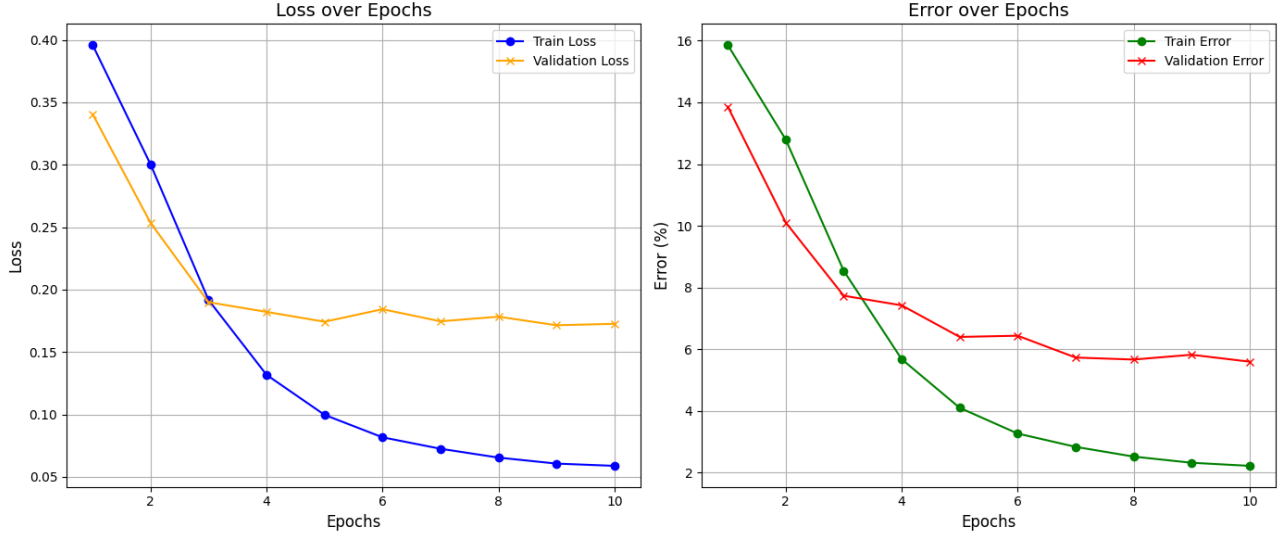 Loss over Epochs
Train Loss
Validation Loss
0.40
0.35
0.30
0.25
0.20
0.15
0.10
0.05
Loss
2
4
6
8
10
Epochs
Error over Epochs
Train Error
Validation Error
16
14
12
10
8
6
4
2
Error (%)
2
4
6
8
10
Epochs